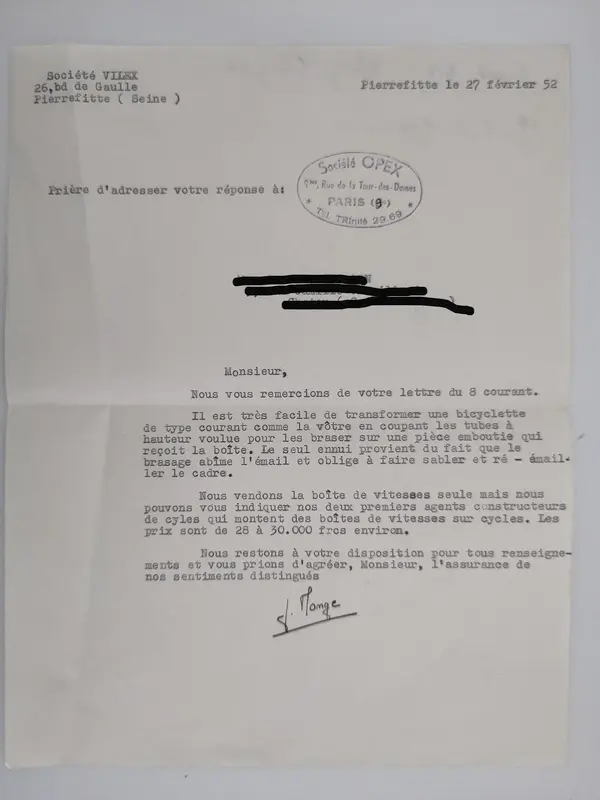 Société VILEX
26,bd de Gaulle
Pierrefitte ( Seine )
Pierrefitte le 27 février 52
Prière d'adresser votre réponse à:
Société OPEX
Rue de la Tour-des-Dames
* PARIS (9e) *
Tél. TRInité 29.69
Monsieur,
Nous vous remercions de votre lettre du 8 courant.
Il est très facile de transformer une bicyclette
de type courant comme la vôtre en coupant les tubes à
hauteur voulue pour les braser sur une pièce emboutie qui
reçoit la boîte. Le seul ennui provient du fait que le
brasage abîme l'émail et oblige à faire sabler et ré - émail-
ler le cadre.
Nous vendons la boîte de vitesses seule mais nous
pouvons vous indiquer nos deux premiers agents constructeurs
de cyles qui montent des boîtes de vitesses sur cycles. Les
prix sont de 28 à 30.000 frcs environ.
Nous restons à votre disposition pour tous renseigne-
ments et vous prions d'agréer, Monsieur, l'assurance de
nos sentiments distingués
J. Mange